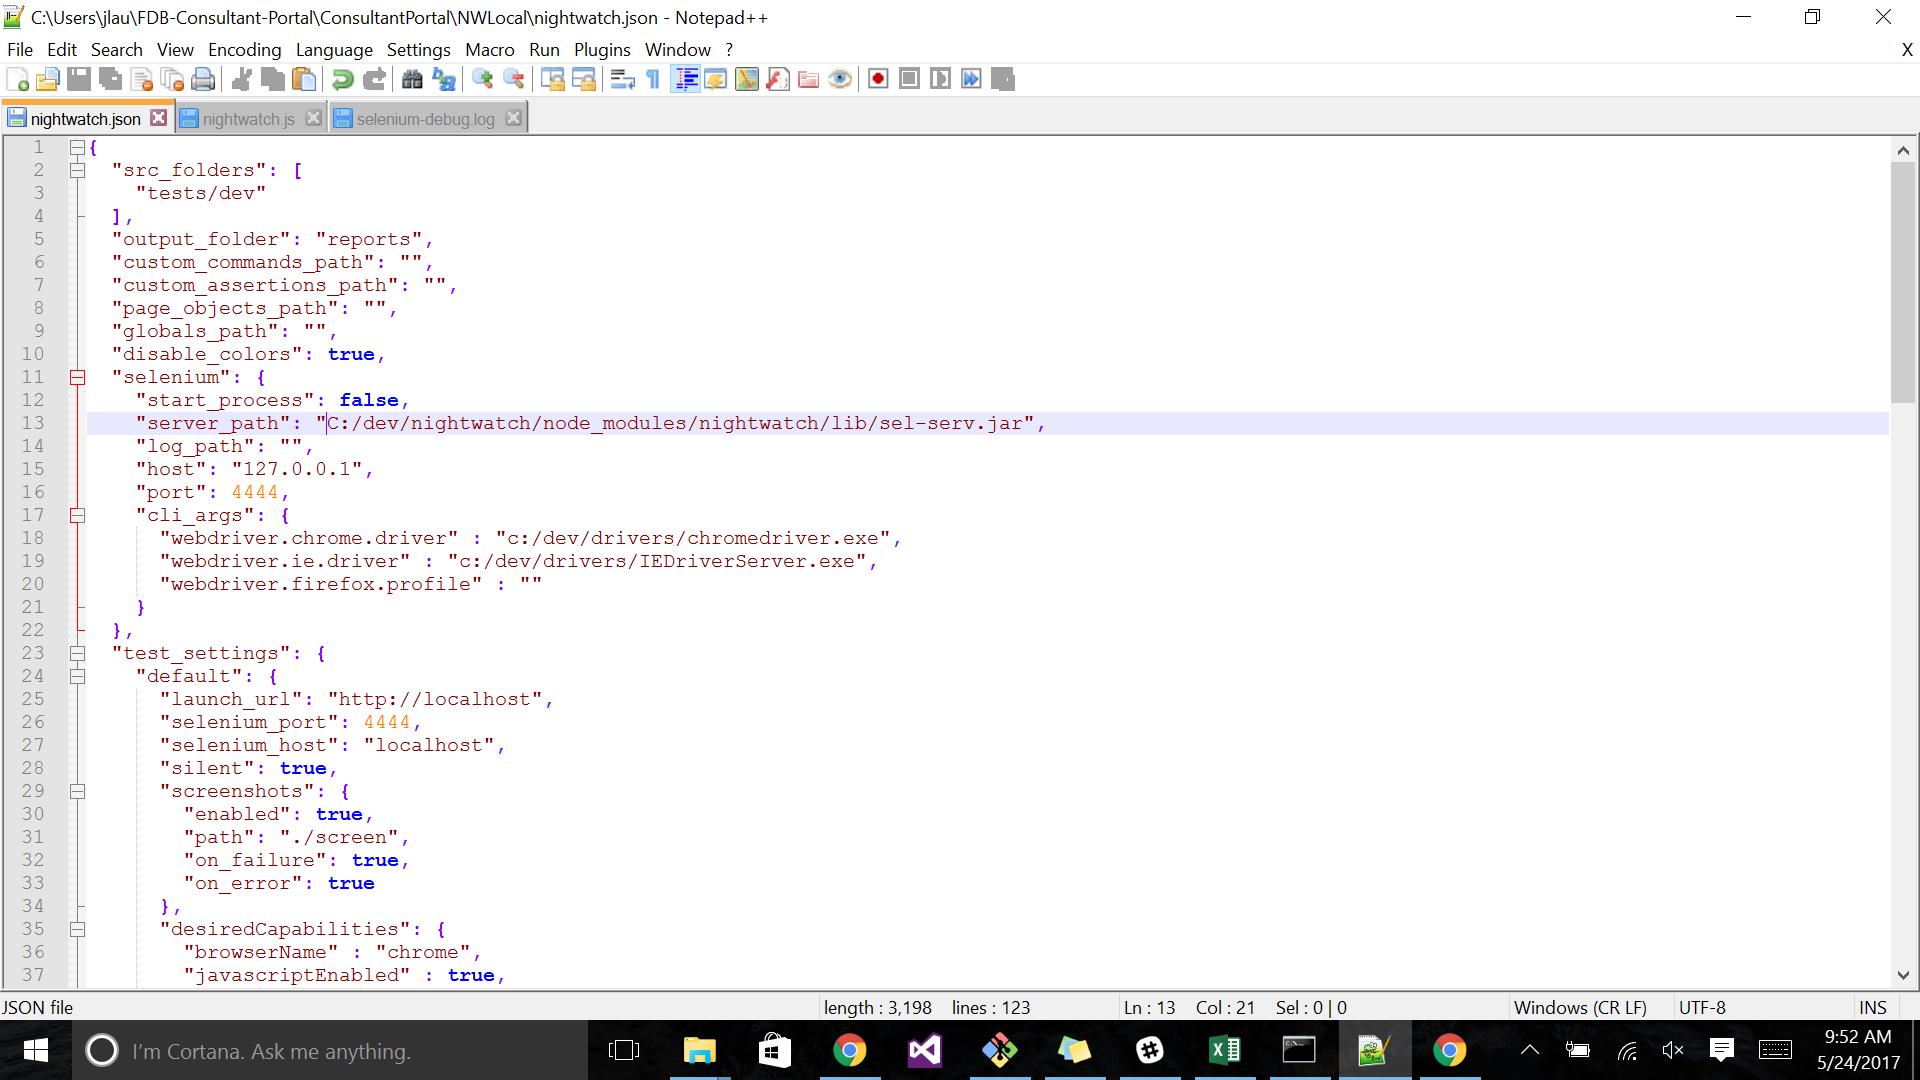 C:\Users\jlau\FDB-Consultant-Portal\ConsultantPortal\NWLocal\nightwatch.json - Notepad++
File Edit Search View Encoding Language Settings Macro Run Plugins Window ? X
nightwatch.json nightwatch.js selenium-debug.log
1 {
2 "src_folders": [
3 "tests/dev"
4 ],
5 "output_folder": "reports",
6 "custom_commands_path": "",
7 "custom_assertions_path": "",
8 "page_objects_path": "",
9 "globals_path": "",
10 "disable_colors": true,
11 "selenium": {
12 "start_process": false,
13 "server_path": "C:/dev/nightwatch/node_modules/nightwatch/lib/sel-serv.jar",
14 "log_path": "",
15 "host": "127.0.0.1",
16 "port": 4444,
17 "cli_args": {
18 "webdriver.chrome.driver" : "c:/dev/drivers/chromedriver.exe",
19 "webdriver.ie.driver" : "c:/dev/drivers/IEDriverServer.exe",
20 "webdriver.firefox.profile" : ""
21 }
22 },
23 "test_settings": {
24 "default": {
25 "launch_url": "http://localhost",
26 "selenium_port": 4444,
27 "selenium_host": "localhost",
28 "silent": true,
29 "screenshots": {
30 "enabled": true,
31 "path": "./screen",
32 "on_failure": true,
33 "on_error": true
34 },
35 "desiredCapabilities": {
36 "browserName" : "chrome",
37 "javascriptEnabled" : true,
JSON file length : 3,198 lines : 123 Ln : 13 Col : 21 Sel : 0 | 0 Windows (CR LF) UTF-8 INS
I'm Cortana. Ask me anything.
9:52 AM
5/24/2017